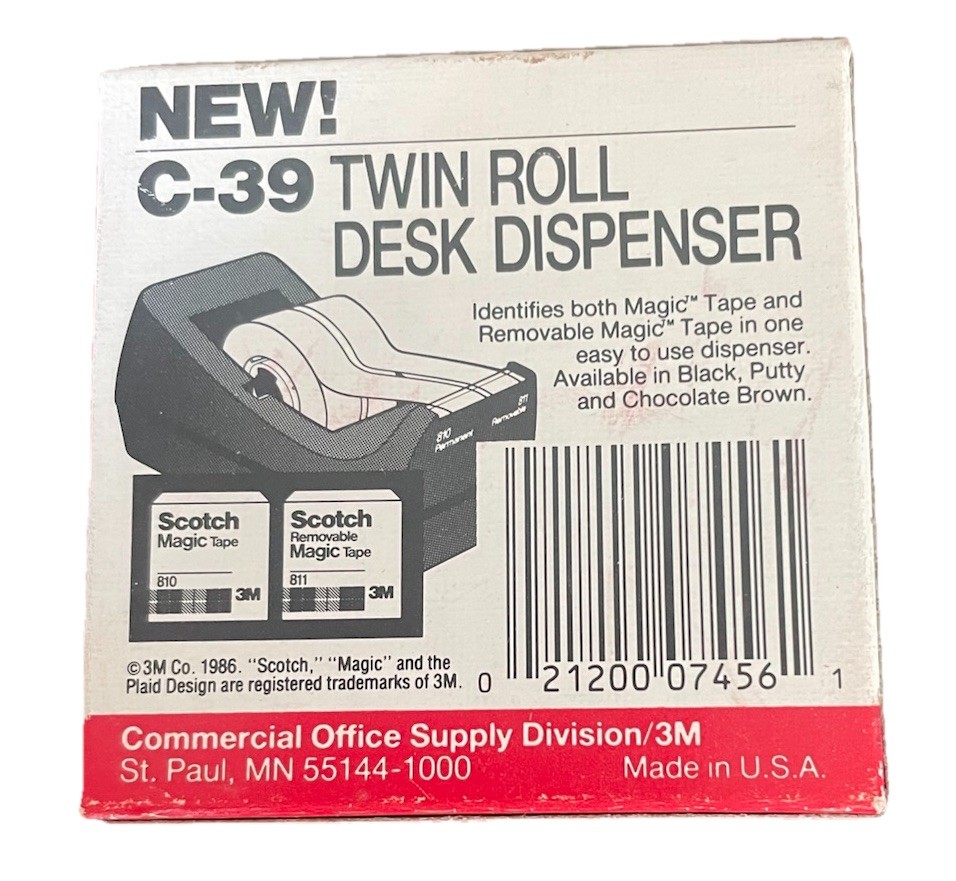 NEW!
C-39 TWIN ROLL
DESK DISPENSER
Identifies both Magic™ Tape and
Removable Magic™ Tape in one
easy to use dispenser.
Available in Black, Putty
and Chocolate Brown.
810
Permanent
811
Removable
Scotch
Magic Tape
810
3M
Scotch
Removable
Magic Tape
811
3M
©3M Co. 1986. "Scotch," "Magic" and the
Plaid Design are registered trademarks of 3M.
0 21200 07456 1
Commercial Office Supply Division/3M
St. Paul, MN 55144-1000 Made in U.S.A.